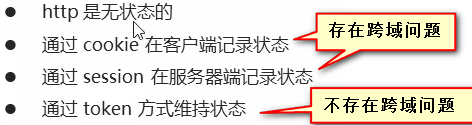 http 是无状态的
通过 cookie 在客户端记录状态
存在跨域问题
通过 session 在服务器端记录状态
通过 token 方式维持状态
不存在跨域问题